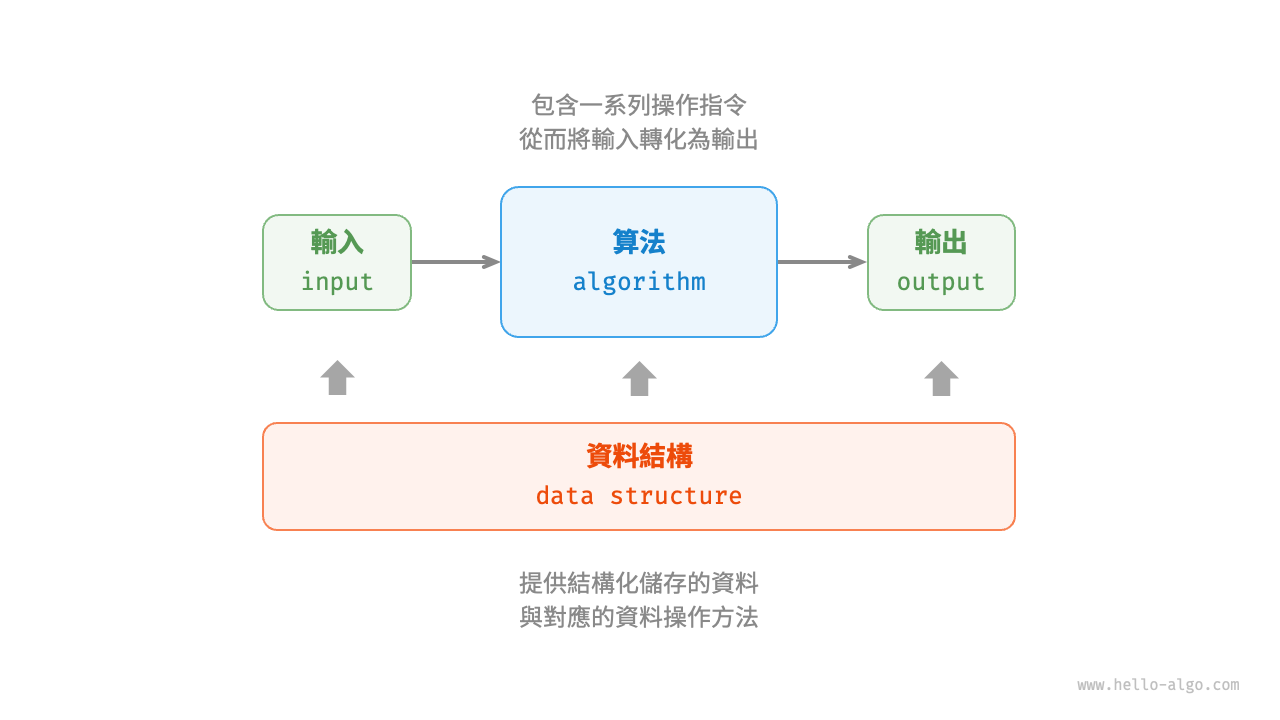 包含一系列操作指令
從而將輸入轉化為輸出
輸入
input
算法
algorithm
輸出
output
資料結構
data structure
提供結構化儲存的資料
與對應的資料操作方法
www.hello-algo.com